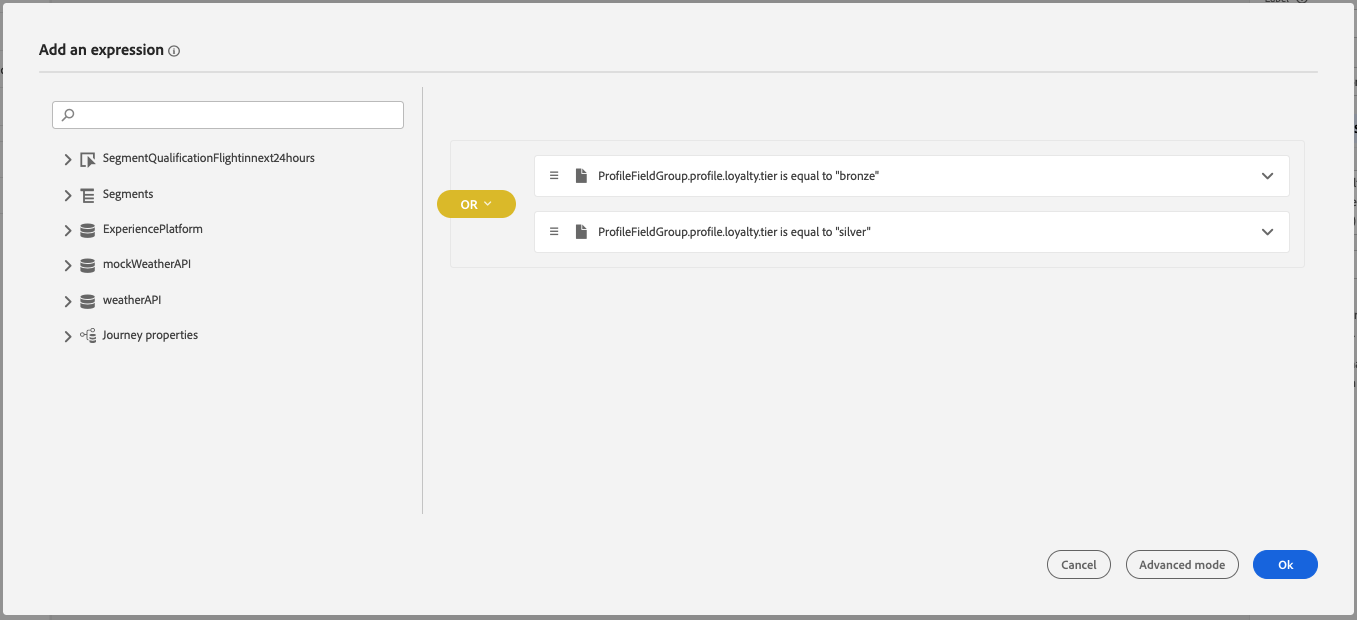 Add an expression
SegmentQualificationFlightinnext24hours
Segments
ExperiencePlatform
mockWeatherAPI
weatherAPI
Journey properties
OR
ProfileFieldGroup.profile.loyalty.tier is equal to "bronze"
ProfileFieldGroup.profile.loyalty.tier is equal to "silver"
Cancel
Advanced mode
Ok